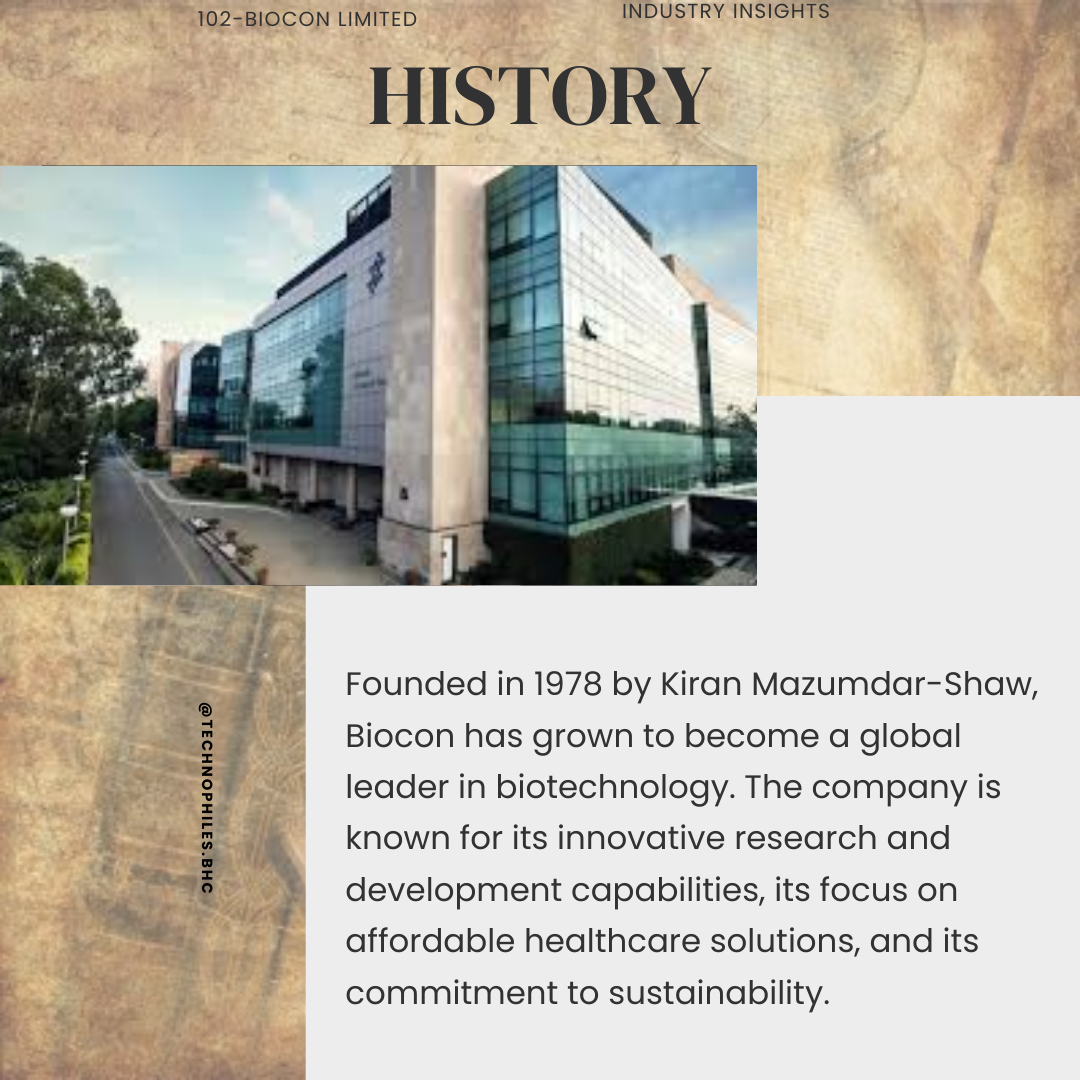 102-BIOCON LIMITED
INDUSTRY INSIGHTS
HISTORY
Founded in 1978 by Kiran Mazumdar-Shaw,
Biocon has grown to become a global
leader in biotechnology. The company is
known for its innovative research and
development capabilities, its focus on
affordable healthcare solutions, and its
commitment to sustainability.
@TECHNOPHILES.BHC